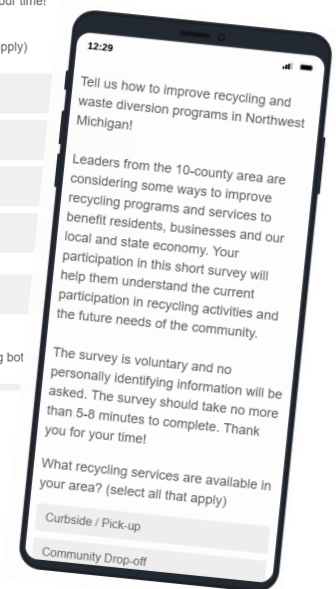 our time!
pply)
g bot
12:29
Tell us how to improve recycling and
waste diversion programs in Northwest
Michigan!
Leaders from the 10-county area are
considering some ways to improve
recycling programs and services to
benefit residents, businesses and our
local and state economy. Your
participation in this short survey will
help them understand the current
participation in recycling activities and
the future needs of the community.
The survey is voluntary and no
personally identifying information will be
asked. The survey should take no more
than 5-8 minutes to complete. Thank
you for your time!
What recycling services are available in
your area? (select all that apply)
Curbside / Pick-up
Community Drop-off